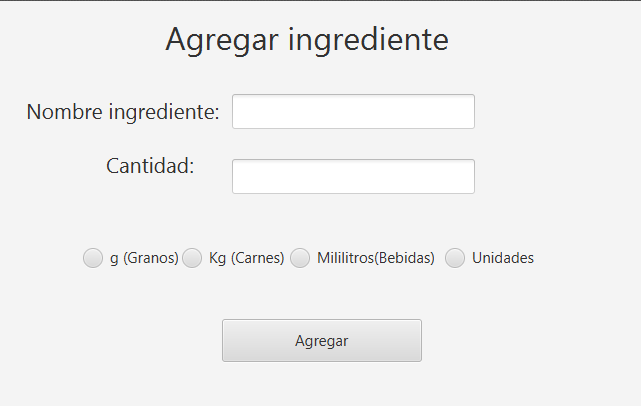 Agregar ingrediente
Nombre ingrediente:
Cantidad:
g (Granos) Kg (Carnes) Mililitros(Bebidas) Unidades
Agregar